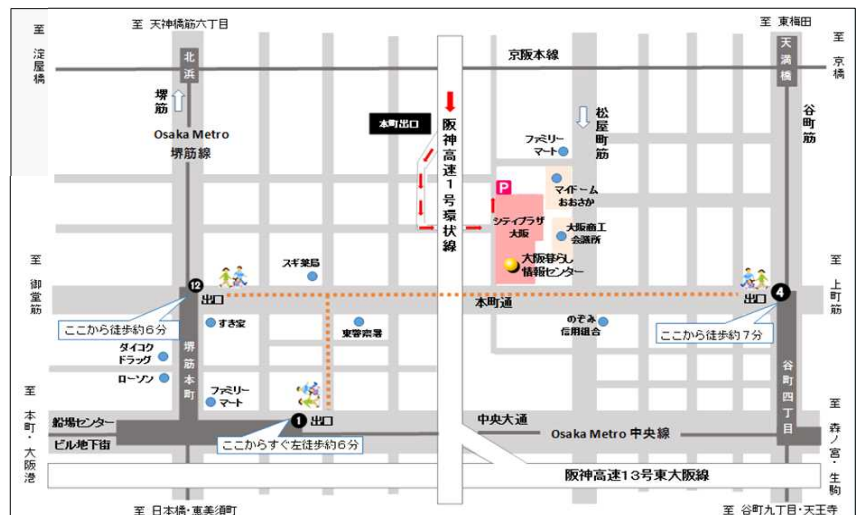 至 天神橋筋六丁目
至 東梅田
至 淀屋橋
北浜
京阪本線
天満橋
至 京橋
堺筋
Osaka Metro
堺筋線
本町出口
阪神高速1号環状線
松屋町筋
谷町筋
ファミリー
マート
P
マイドーム
おおさか
シティプラザ
大阪
大阪商工
会議所
大阪暮らし
情報センター
スギ薬局
至 御堂筋
12
出口
本町通
出口
4
至 上町筋
ここから徒歩約6分
すき家
東警察署
のぞみ
信用組合
ここから徒歩約7分
ダイコク
ドラッグ
ローソン
堺筋本町
ファミリー
マート
谷町四丁目
至 本町・大阪港
船場センター
ビル地下街
1
出口
中央大通
ここからすぐ左徒歩約6分
Osaka Metro 中央線
至 森ノ宮・生駒
阪神高速13号東大阪線
至 日本橋・恵美須町
至 谷町九丁目・天王寺